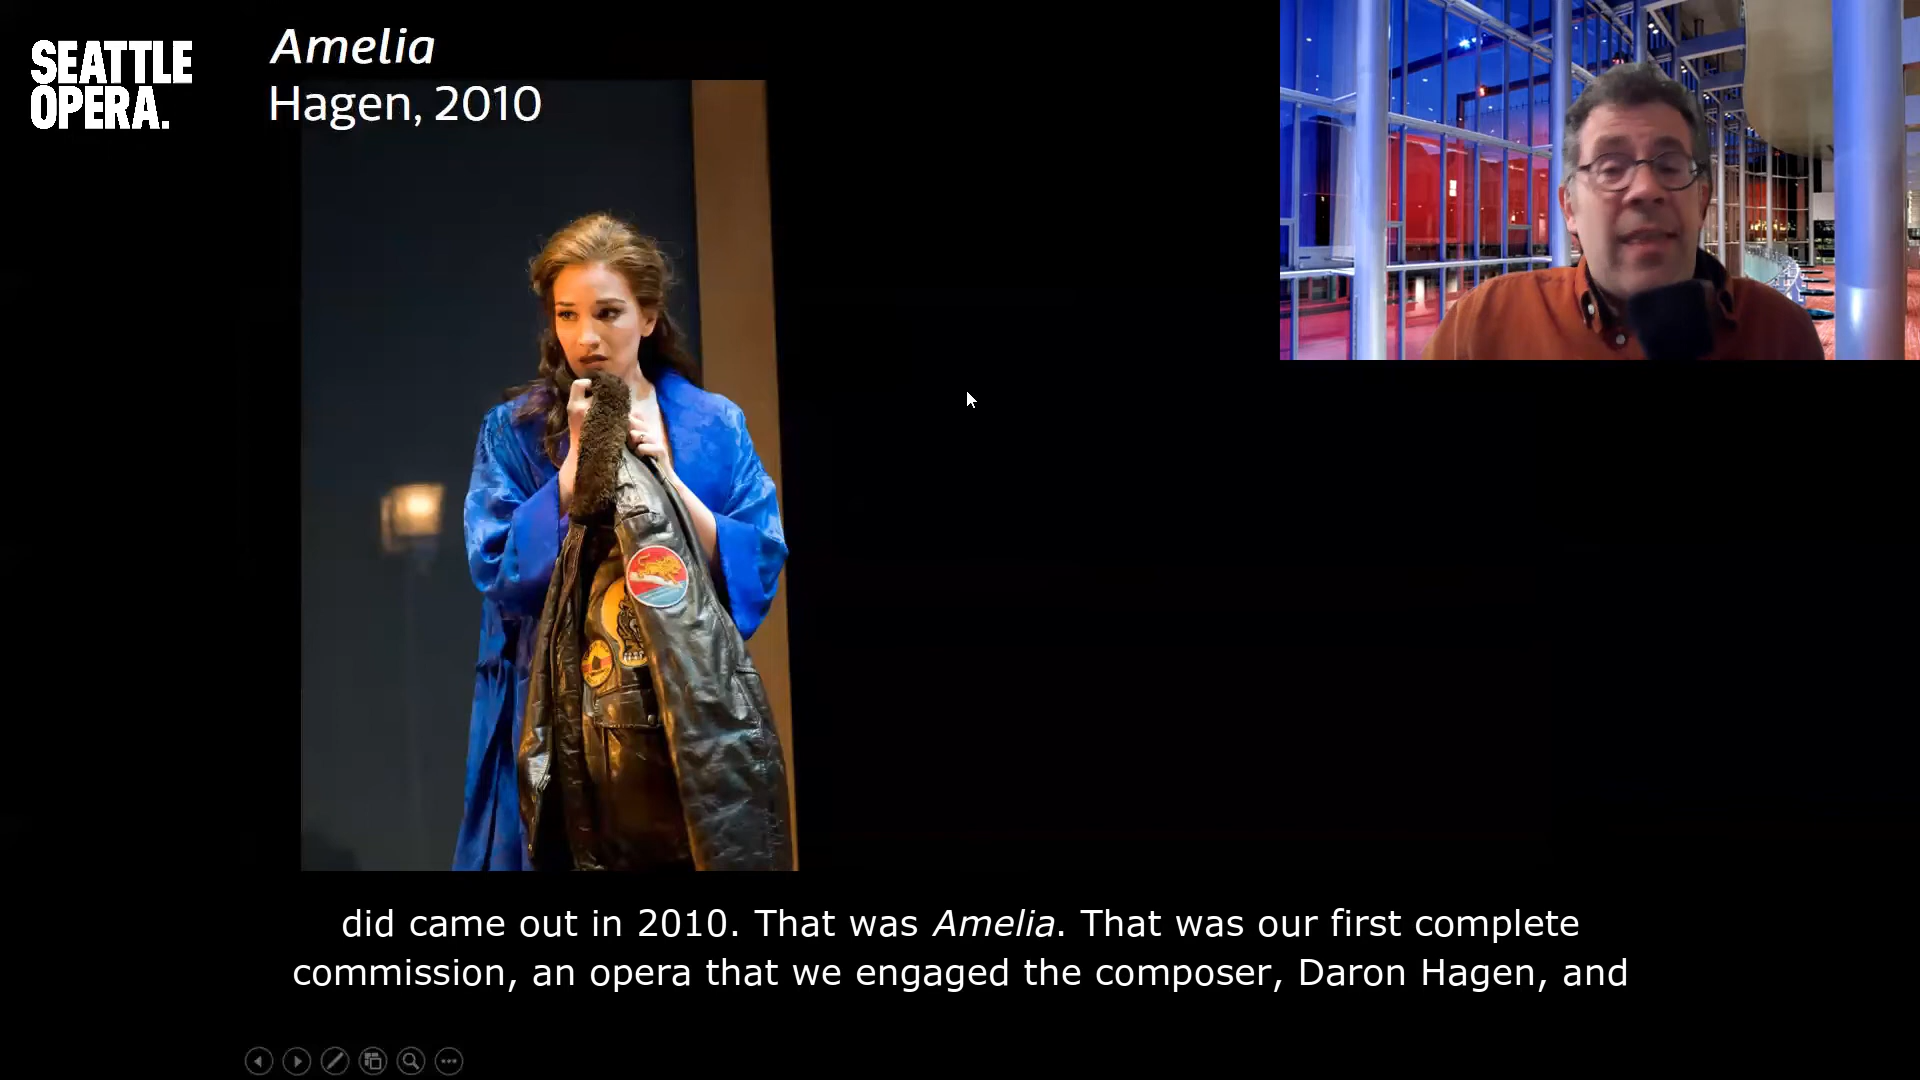 SEATTLE
OPERA.
Amelia
Hagen, 2010
did came out in 2010. That was Amelia. That was our first complete
commission, an opera that we engaged the composer, Daron Hagen, and